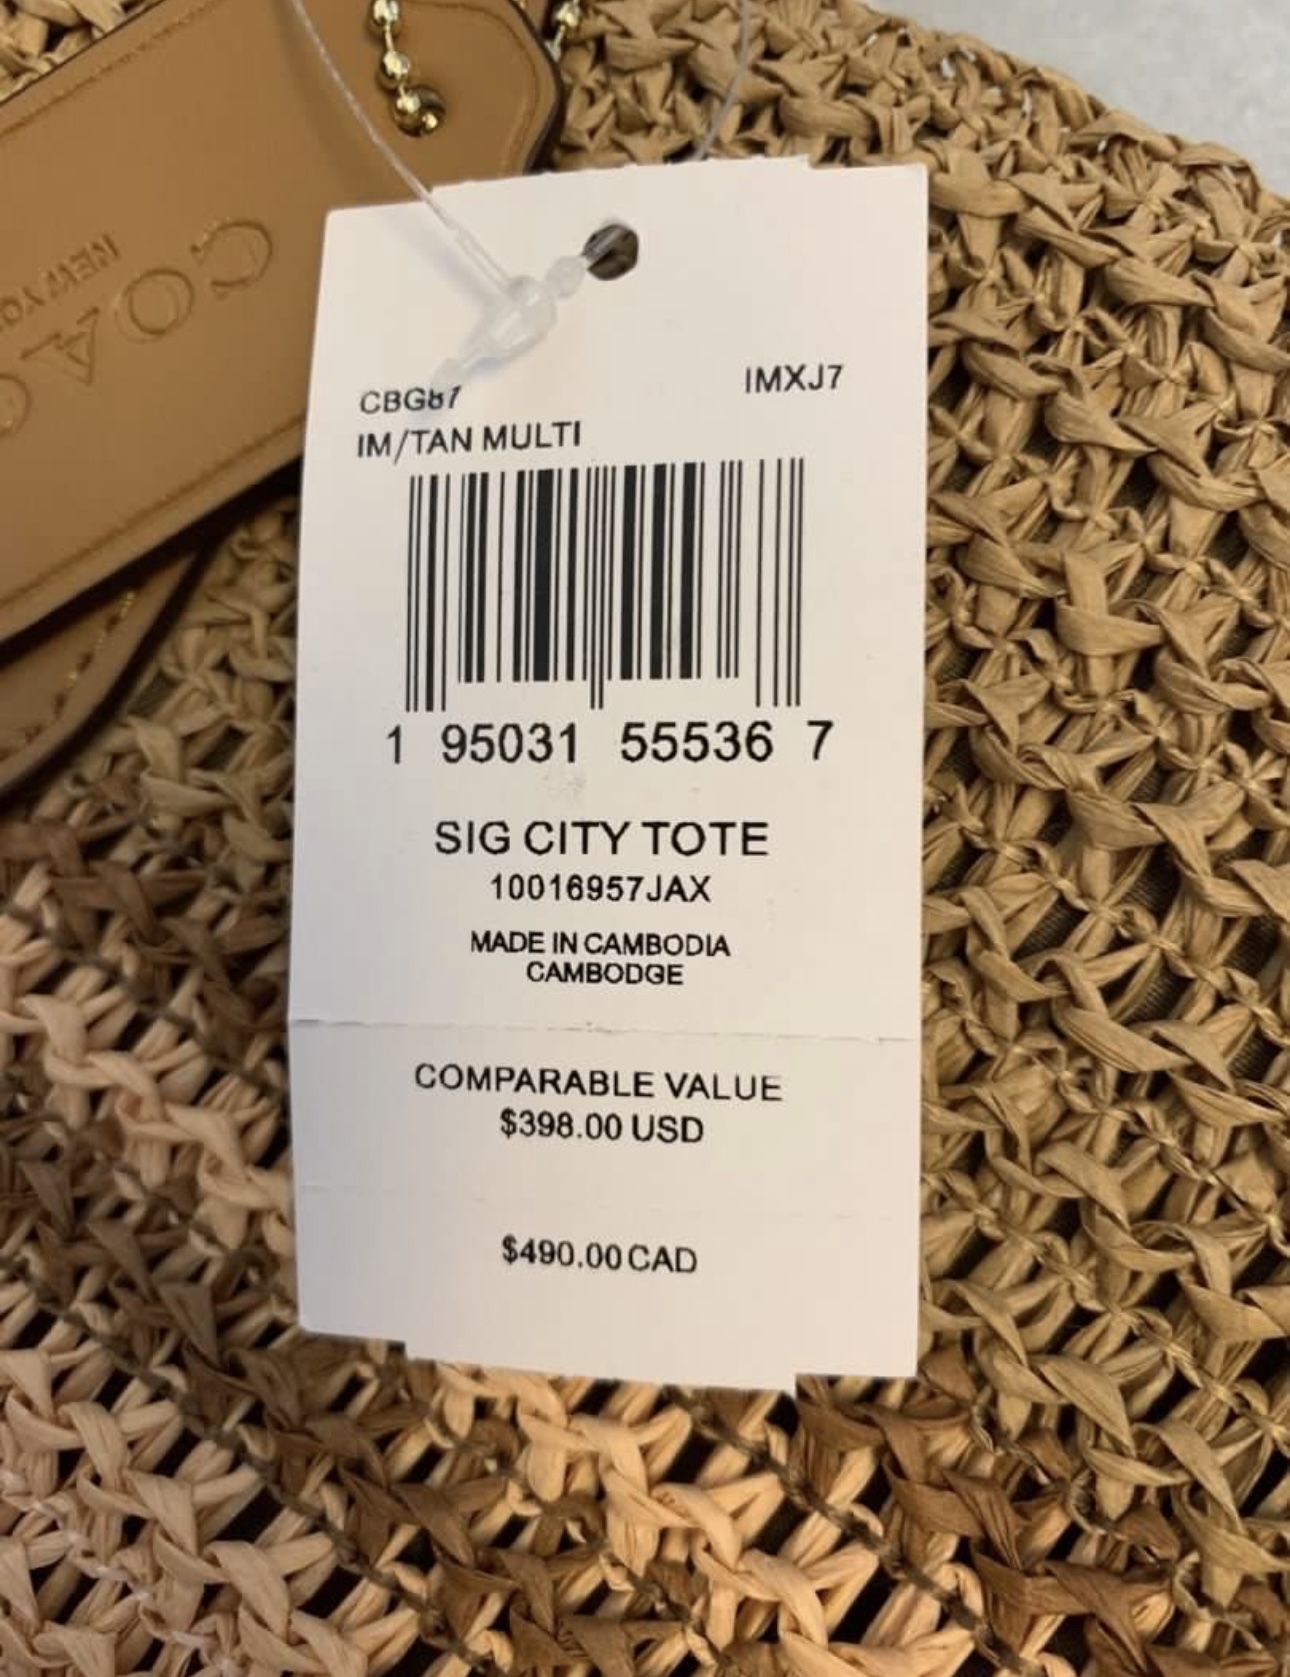 COAC
NEW YO
CBG87
IMXJ7
IM/TAN MULTI
1 95031 55536 7
SIG CITY TOTE
10016957JAX
MADE IN CAMBODIA
CAMBODGE
COMPARABLE VALUE
$398.00 USD
$490.00 CAD